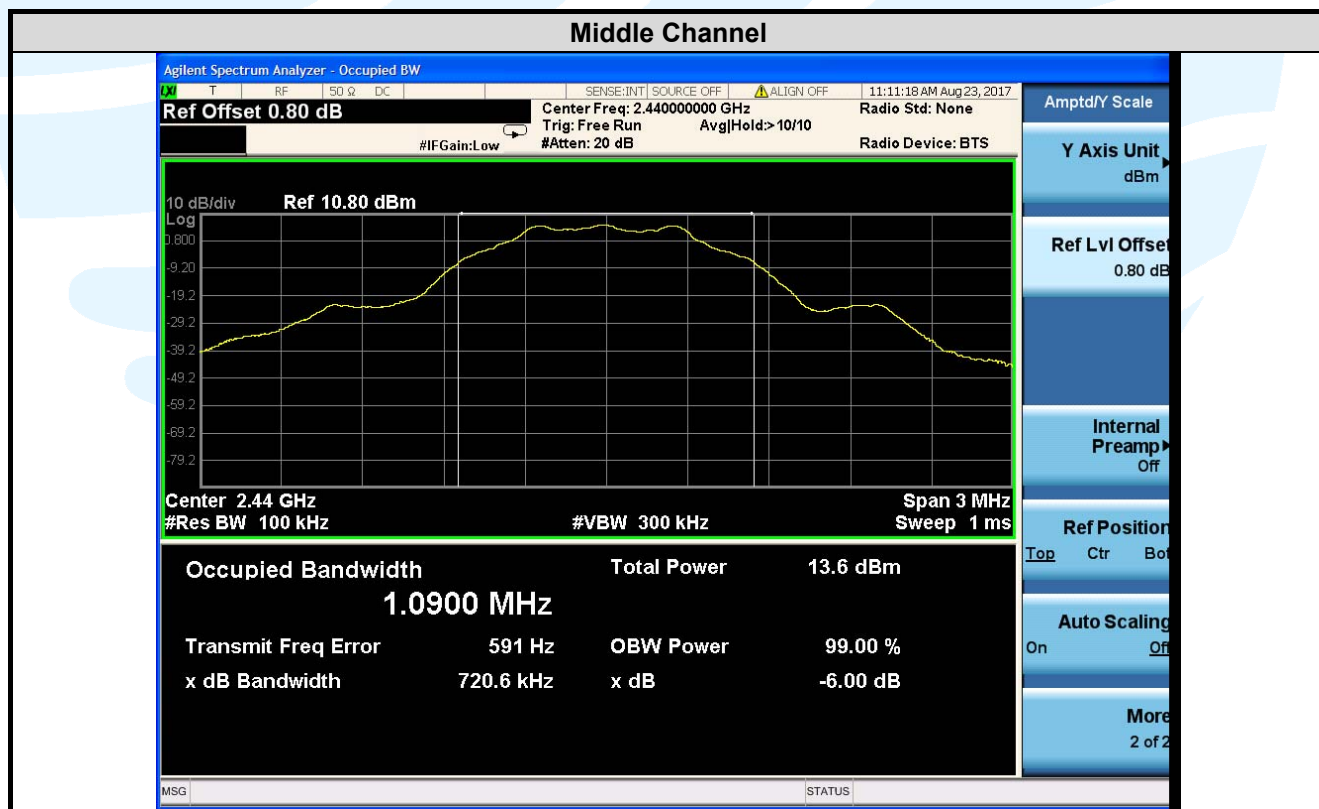 Middle Channel
Agilent Spectrum Analyzer - Occupied BW
LXI T RF 50 Ω DC SENSE:INT SOURCE OFF ALIGN OFF 11:11:18 AM Aug 23, 2017
Ref Offset 0.80 dB
Center Freq: 2.440000000 GHz
Radio Std: None
Trig: Free Run
Avg|Hold:>10/10
#IFGain:Low
#Atten: 20 dB
Radio Device: BTS
10 dB/div
Ref 10.80 dBm
Log
0.800
-9.20
-19.2
-29.2
-39.2
-49.2
-59.2
-69.2
-79.2
Center 2.44 GHz
Span 3 MHz
#Res BW 100 kHz
#VBW 300 kHz
Sweep 1 ms
Occupied Bandwidth
Total Power 13.6 dBm
1.0900 MHz
Transmit Freq Error 591 Hz
OBW Power 99.00 %
x dB Bandwidth 720.6 kHz
x dB -6.00 dB
MSG
STATUS
Amptd/Y Scale
Y Axis Unit
dBm
Ref Lvl Offset
0.80 dB
Internal
Preamp
Off
Ref Position
Top Ctr Bot
Auto Scaling
On Off
More
2 of 2